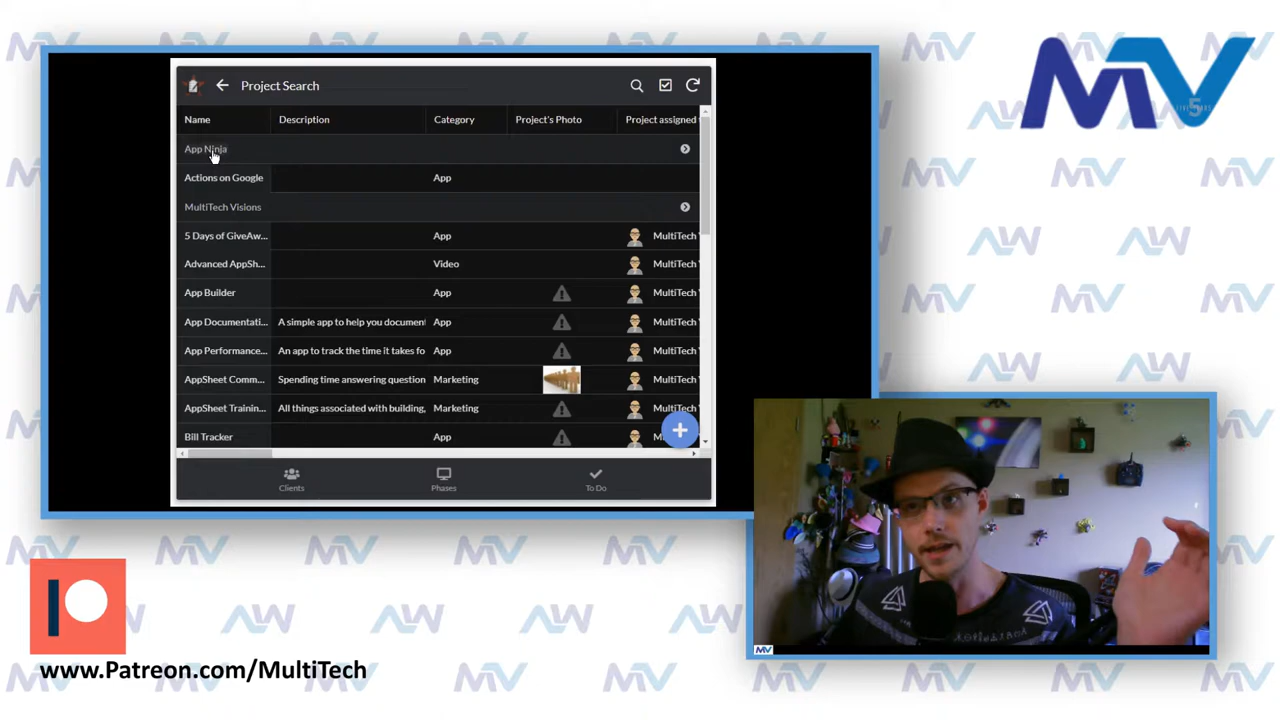 Project Search
Name Description Category Project's Photo Project assigned
App Ninja
Actions on Google App
MultiTech Visions
5 Days of GiveAw... App MultiTech
Advanced AppSh... Video MultiTech
App Builder App MultiTech
App Documentati... A simple app to help you document App MultiTech
App Performance... An app to track the time it takes fo App MultiTech
AppSheet Comm... Spending time answering question Marketing MultiTech
AppSheet Trainin... All things associated with building, Marketing MultiTech
Bill Tracker App
Clients Phases To Do
MV
www.Patreon.com/MultiTech